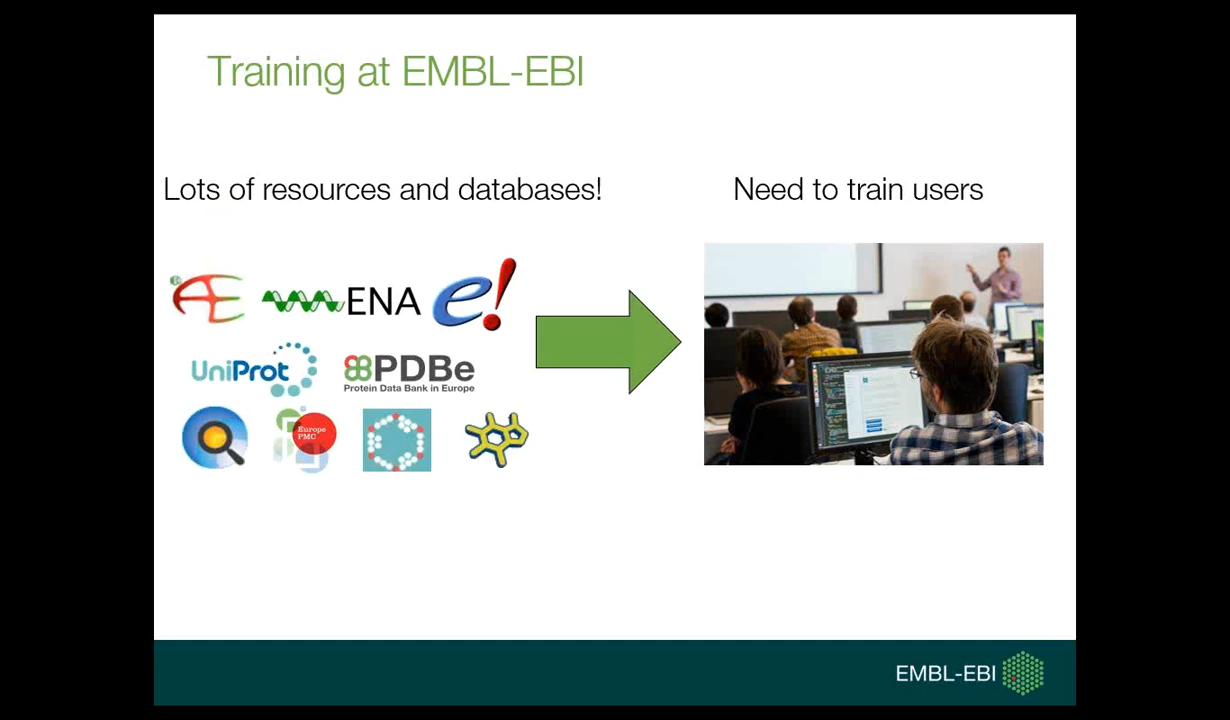 Training at EMBL-EBI
Lots of resources and databases!
Need to train users
AE
ENA
e!
UniProt
PDBe
Protein Data Bank in Europe
Europe
PMC
EMBL-EBI